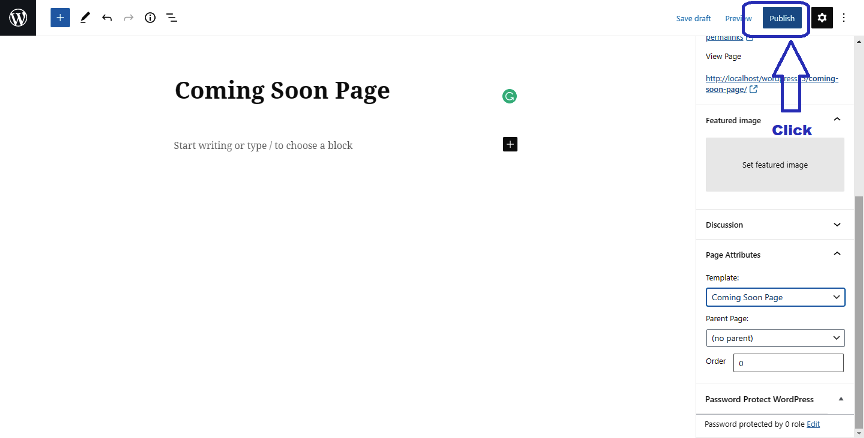 Save draft
Preview
Publish
permalinks
View Page
http://localhost/wordpress_5/coming-
soon-page/
Coming Soon Page
Featured image
Click
Start writing or type / to choose a block
Set featured image
Discussion
Page Attributes
Template:
Coming Soon Page
Parent Page:
(no parent)
Order
0
Password Protect WordPress
Password protected by 0 role Edit